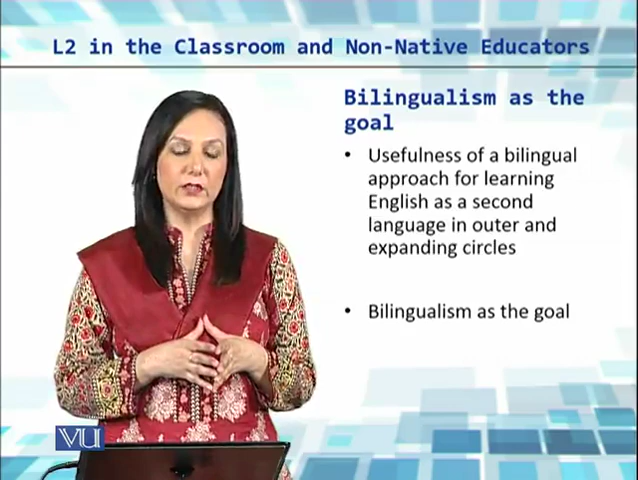 L2 in the Classroom and Non-Native Educators
Bilingualism as the
goal
• Usefulness of a bilingual
approach for learning
English as a second
language in outer and
expanding circles
• Bilingualism as the goal
VU